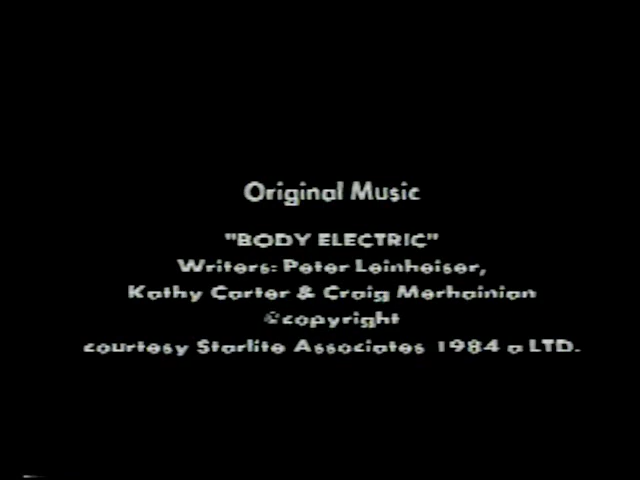 Original Music
"BODY ELECTRIC"
Writers: Peter Leinheiser,
Kathy Carter & Craig Merhainian
©copyright
courtesy Starlite Associates 1984 a LTD.